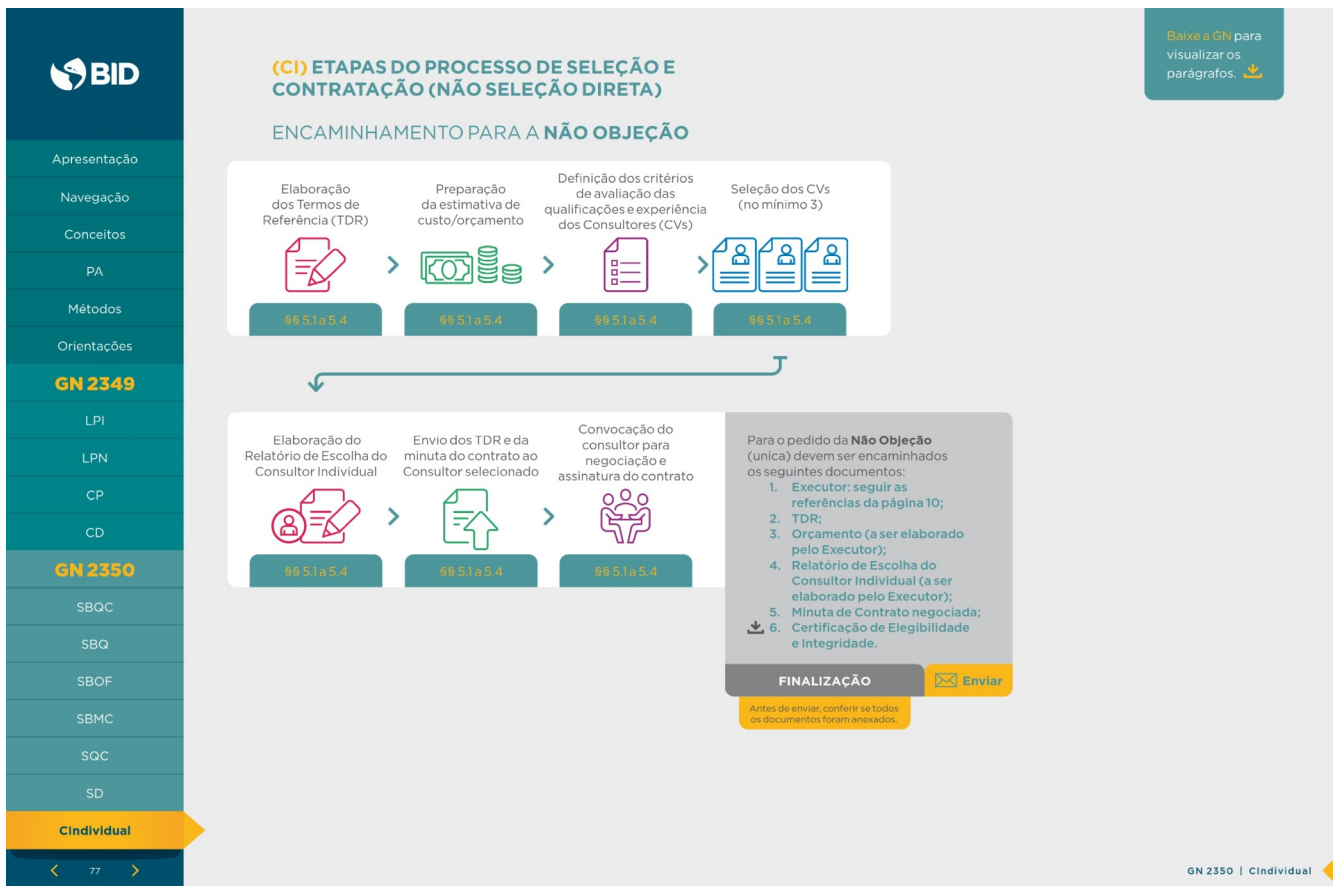 BID
Apresentação
Navegação
Conceitos
PA
Métodos
Orientações
GN 2349
LPI
LPN
CP
CD
GN 2350
SBQC
SBQ
SBOF
SBMC
SQC
SD
CIndividual
77
(CI) ETAPAS DO PROCESSO DE SELEÇÃO E
CONTRATAÇÃO (NÃO SELEÇÃO DIRETA)
ENCAMINHAMENTO PARA A NÃO OBJEÇÃO
Baixe a GN para
visualizar os
parágrafos.
Elaboração
dos Termos de
Referência (TDR)
§§ 5.1 a 5.4
Preparação
da estimativa de
custo/orçamento
§§ 5.1 a 5.4
Definição dos critérios
de avaliação das
qualificações e experiência
dos Consultores (CVs)
§§ 5.1 a 5.4
Seleção dos CVs
(no mínimo 3)
§§ 5.1 a 5.4
Elaboração do
Relatório de Escolha do
Consultor Individual
§§ 5.1 a 5.4
Envio dos TDR e da
minuta do contrato ao
Consultor selecionado
§§ 5.1 a 5.4
Convocação do
consultor para
negociação e
assinatura do contrato
§§ 5.1 a 5.4
Para o pedido da Não Objeção
(unica) devem ser encaminhados
os seguintes documentos:
1. Executor: seguir as
referências da página 10;
2. TDR;
3. Orçamento (a ser elaborado
pelo Executor);
4. Relatório de Escolha do
Consultor Individual (a ser
elaborado pelo Executor);
5. Minuta de Contrato negociada;
6. Certificação de Elegibilidade
e Integridade.
FINALIZAÇÃO
Enviar
Antes de enviar, conferir se todos
os documentos foram anexados.
GN 2350 | CIndividual